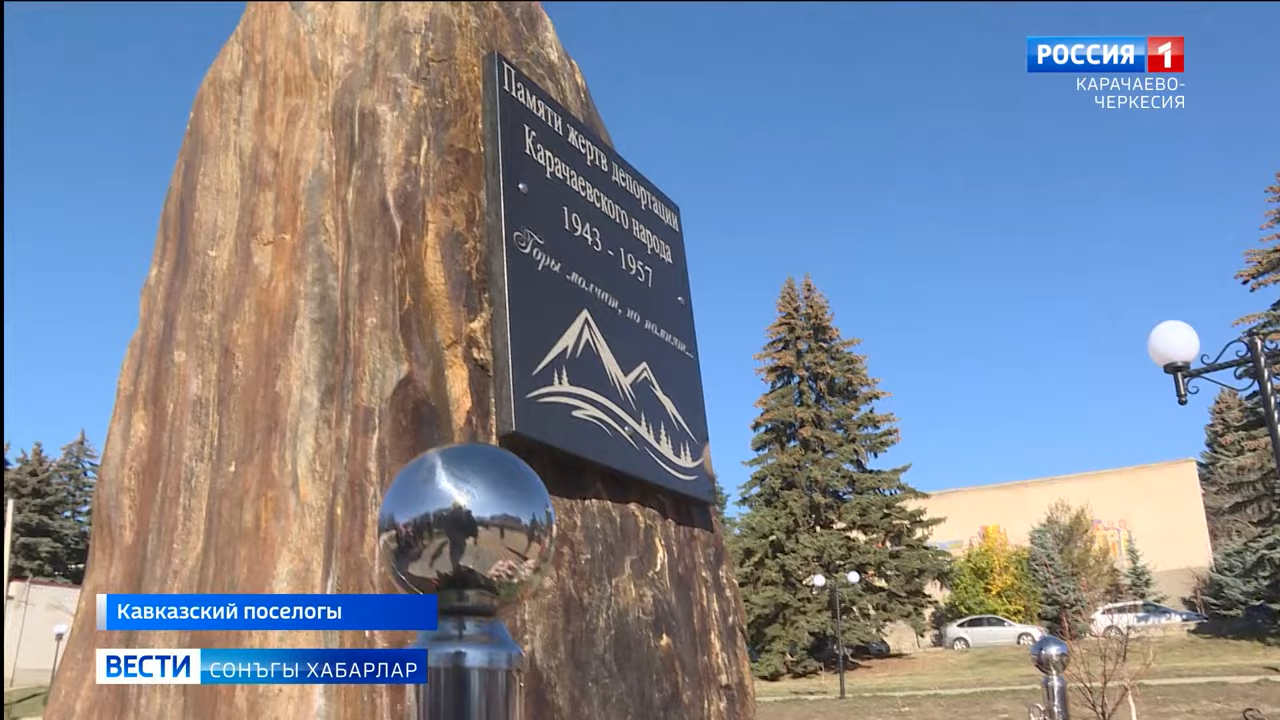 РОССИЯ 1
КАРАЧАЕВО-
ЧЕРКЕСИЯ
Памяти жертв депортации
Карачаевского народа
1943 - 1957
Горы молчат, но помнят...
Кавказский поселогы
ВЕСТИ СОНЪГЫ ХАБАРЛАР